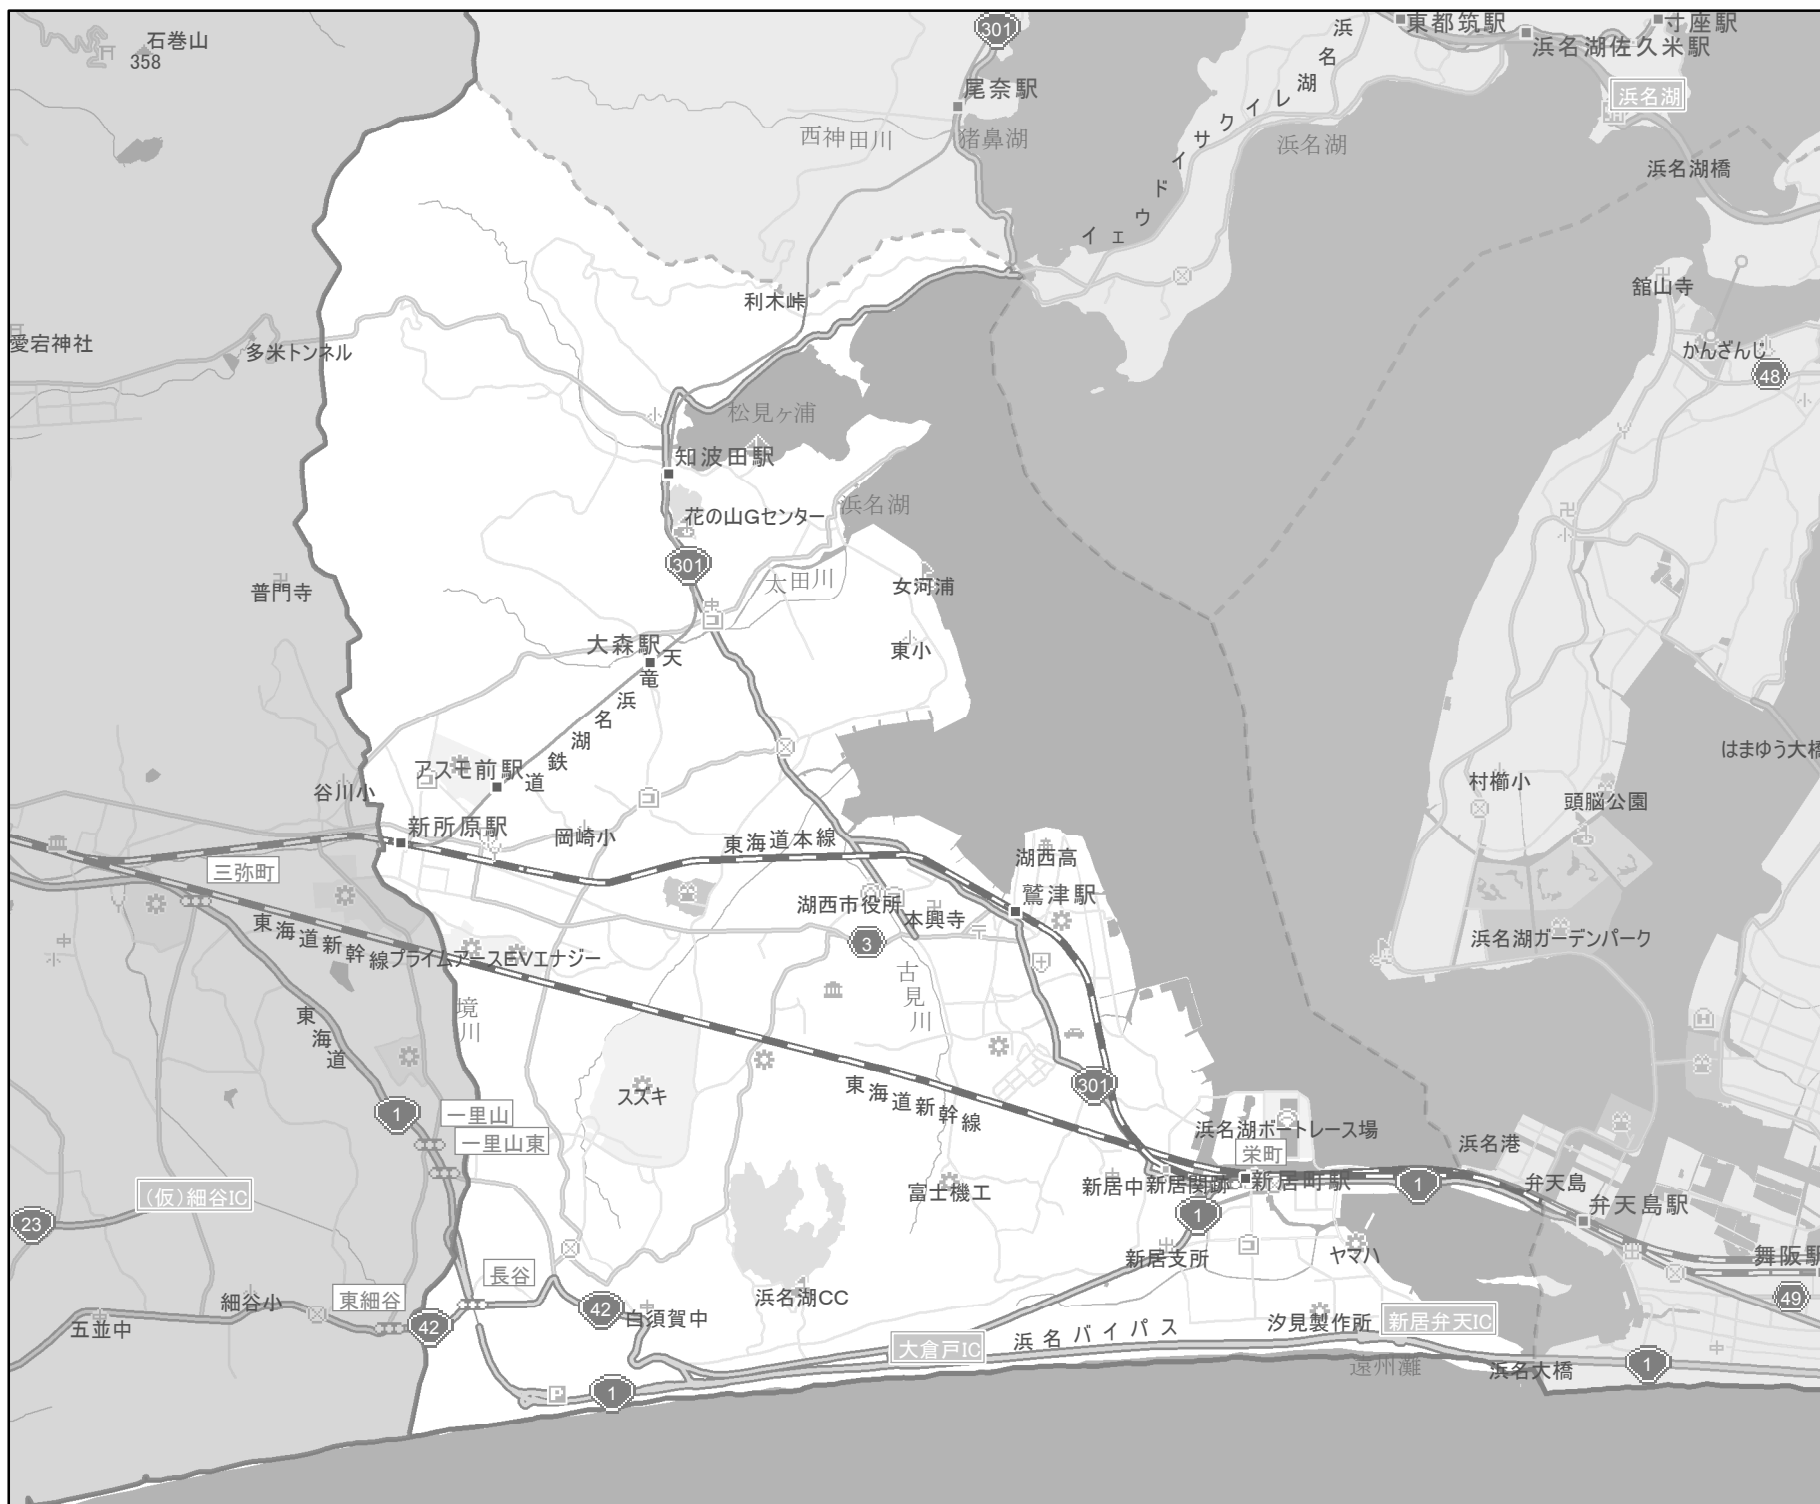 301
東都筑駅
寸座駅
浜名湖佐久米駅
石巻山
358
尾奈駅
浜名湖
西神田川
猪鼻湖
浜名湖レイクサイドウェイ
浜名湖
浜名湖橋
舘山寺
利木峠
愛宕神社
多米トンネル
かんざんじ
48
松見ヶ浦
知波田駅
浜名湖
花の山Gセンター
301
太田川
女河浦
普門寺
大森駅
東小
天竜浜名湖鉄道
アスモ前駅
谷川小
はまゆう大橋
村櫛小
頭脳公園
新所原駅
岡崎小
東海道本線
湖西高
三弥町
鷲津駅
湖西市役所
本興寺
3
東海道新幹線
プライムアースEVエナジー
浜名湖ガーデンパーク
古見川
境川
東海道
スズキ
東海道新幹線
301
1
一里山
一里山東
浜名湖ボートレース場
栄町
浜名港
富士機工
新居中
新居関跡
新居町駅
1
弁天島
弁天島駅
(仮)細谷IC
23
1
新居支所
ヤマハ
舞阪駅
長谷
東細谷
細谷小
五並中
42
42
白須賀中
浜名湖CC
49
汐見製作所
新居弁天IC
浜名バイパス
大倉戸IC
遠州灘
浜名大橋
1
1